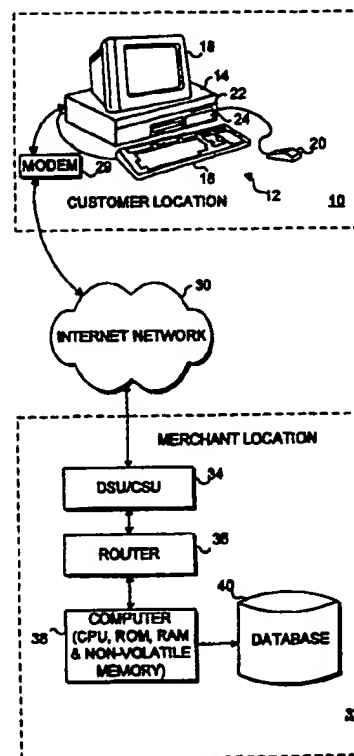 18
14
22
24
20
MODEM
29
16
CUSTOMER LOCATION
12
10
30
INTERNET NETWORK
MERCHANT LOCATION
34
DSU/CSU
36
ROUTER
40
COMPUTER
(CPU, ROM, RAM
& NON-VOLATILE
MEMORY)
38
DATABASE